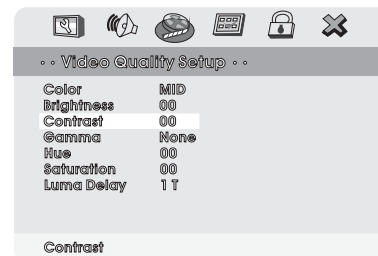 ·· Video Quality Setup ··
Color MID
Brightness 00
Contrast 00
Gamma None
Hue 00
Saturation 00
Luma Delay 1 T
Contrast